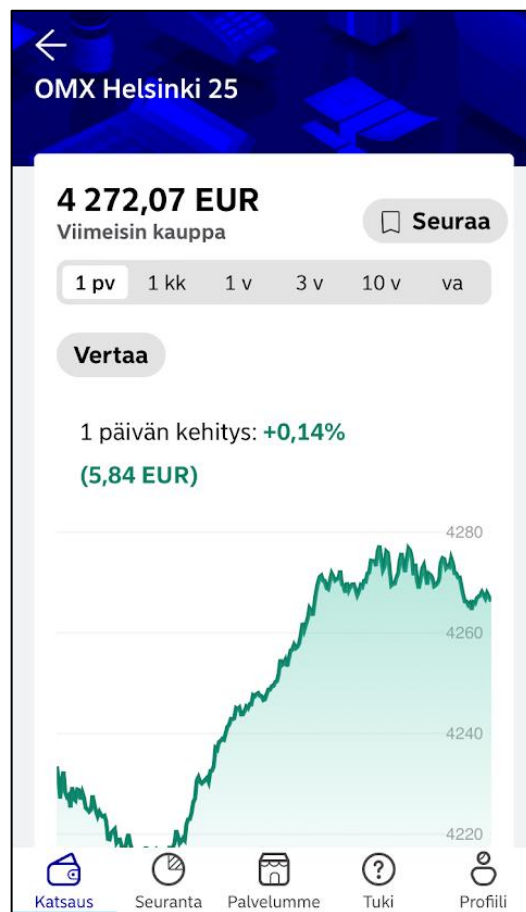 OMX Helsinki 25
4 272,07 EUR
Viimeisin kauppa
Seuraa
1 pv 1 kk 1 v 3 v 10 v va
Vertaa
1 päivän kehitys: +0,14%
(5,84 EUR)
4280
4260
4240
4220
Katsaus Seuranta Palvelumme Tuki Profiili